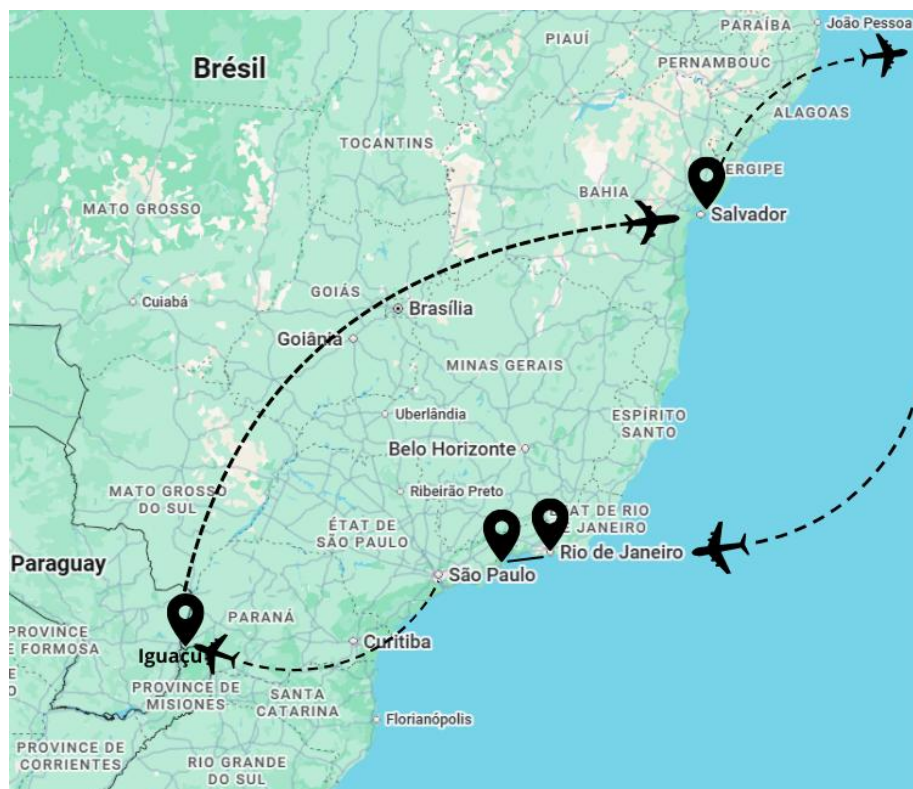 PARAÍBA
João Pessoa
PIAUÍ
Brésil
PERNAMBOUC
ALAGOAS
TOCANTINS
ERGIPE
BAHIA
MATO GROSSO
Salvador
GOIÁS
Cuiabá
Brasília
Goiânia
MINAS GERAIS
Uberlândia
ESPÍRITO
SANTO
Belo Horizonte
Ribeirão Preto
MATO GROSSO
DO SUL
ÉTAT DE
SÃO PAULO
ÉTAT DE RIO
DE JANEIRO
Rio de Janeiro
Paraguay
São Paulo
PARANÁ
PROVINCE
E FORMOSA
Iguaçu
Curitiba
PROVINCE DE
MISIONES
SANTA
CATARINA
Florianópolis
PROVINCE DE
CORRIENTES
RIO GRANDE
DO SUL